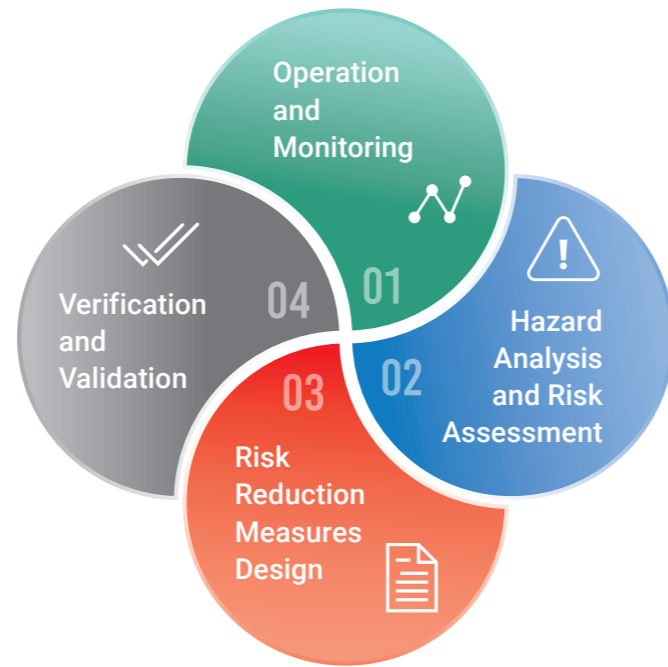 Operation
and
Monitoring
01
Hazard
Analysis
and Risk
Assessment
02
03
Risk
Reduction
Measures
Design
04
Verification
and
Validation